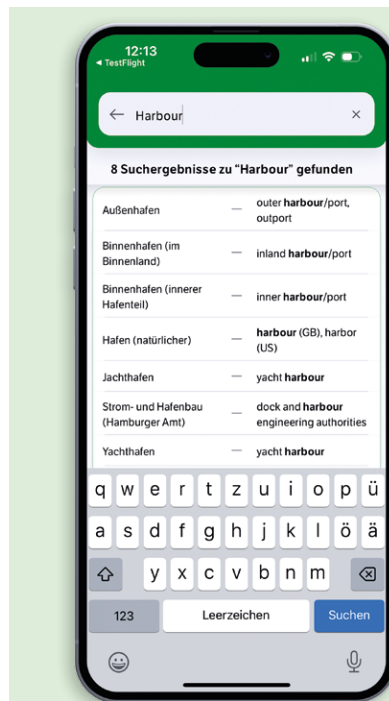 12:13
◀ TestFlight
Harbour
8 Suchergebnisse zu "Harbour" gefunden
Außenhafen — outer harbour/port,
outport
Binnenhafen (im
Binnenland) — inland harbour/port
Binnenhafen (innerer
Hafenteil) — inner harbour/port
Hafen (natürlicher) — harbour (GB), harbor
(US)
Jachthafen — yacht harbour
Strom- und Hafenbau — dock and harbour
(Hamburger Amt) engineering authorities
Yachthafen — yacht harbour
q w e r t z u i o p ü
a s d f g h j k l ö ä
y x c v b n m
123 Leerzeichen Suchen